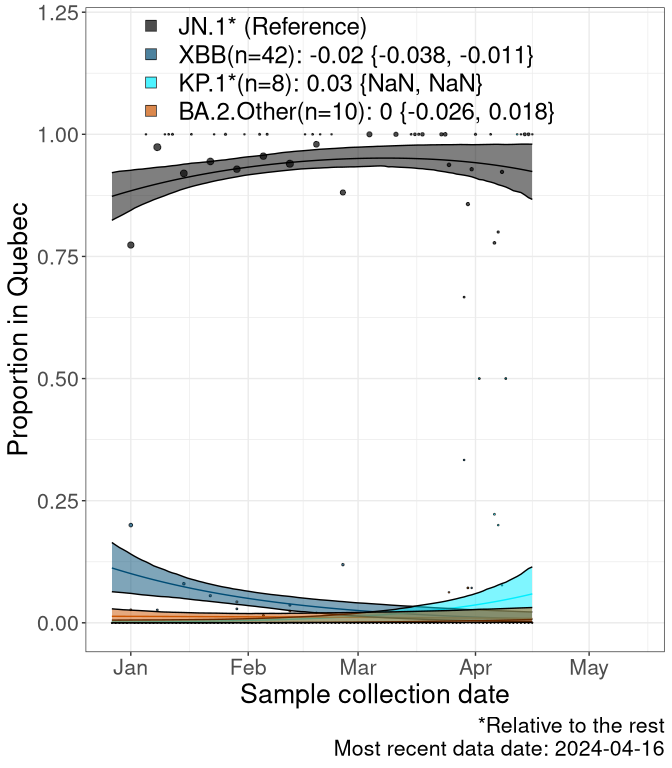 JN.1* (Reference)
XBB(n=42): -0.02 {-0.038, -0.011}
KP.1*(n=8): 0.03 {NaN, NaN}
BA.2.Other(n=10): 0 {-0.026, 0.018}
1.25
1.00
0.75
0.50
0.25
0.00
Proportion in Quebec
Jan Feb Mar Apr May
Sample collection date
*Relative to the rest
Most recent data date: 2024-04-16